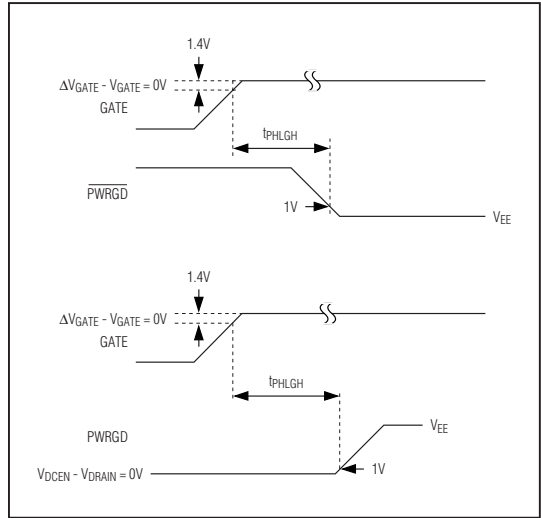 1.4V
ΔVGATE - VGATE = 0V
GATE
tPHLGH
PWRGD
1V
VEE
1.4V
ΔVGATE - VGATE = 0V
GATE
tPHLGH
PWRGD
VEE
VDCEN - VDRAIN = 0V
1V